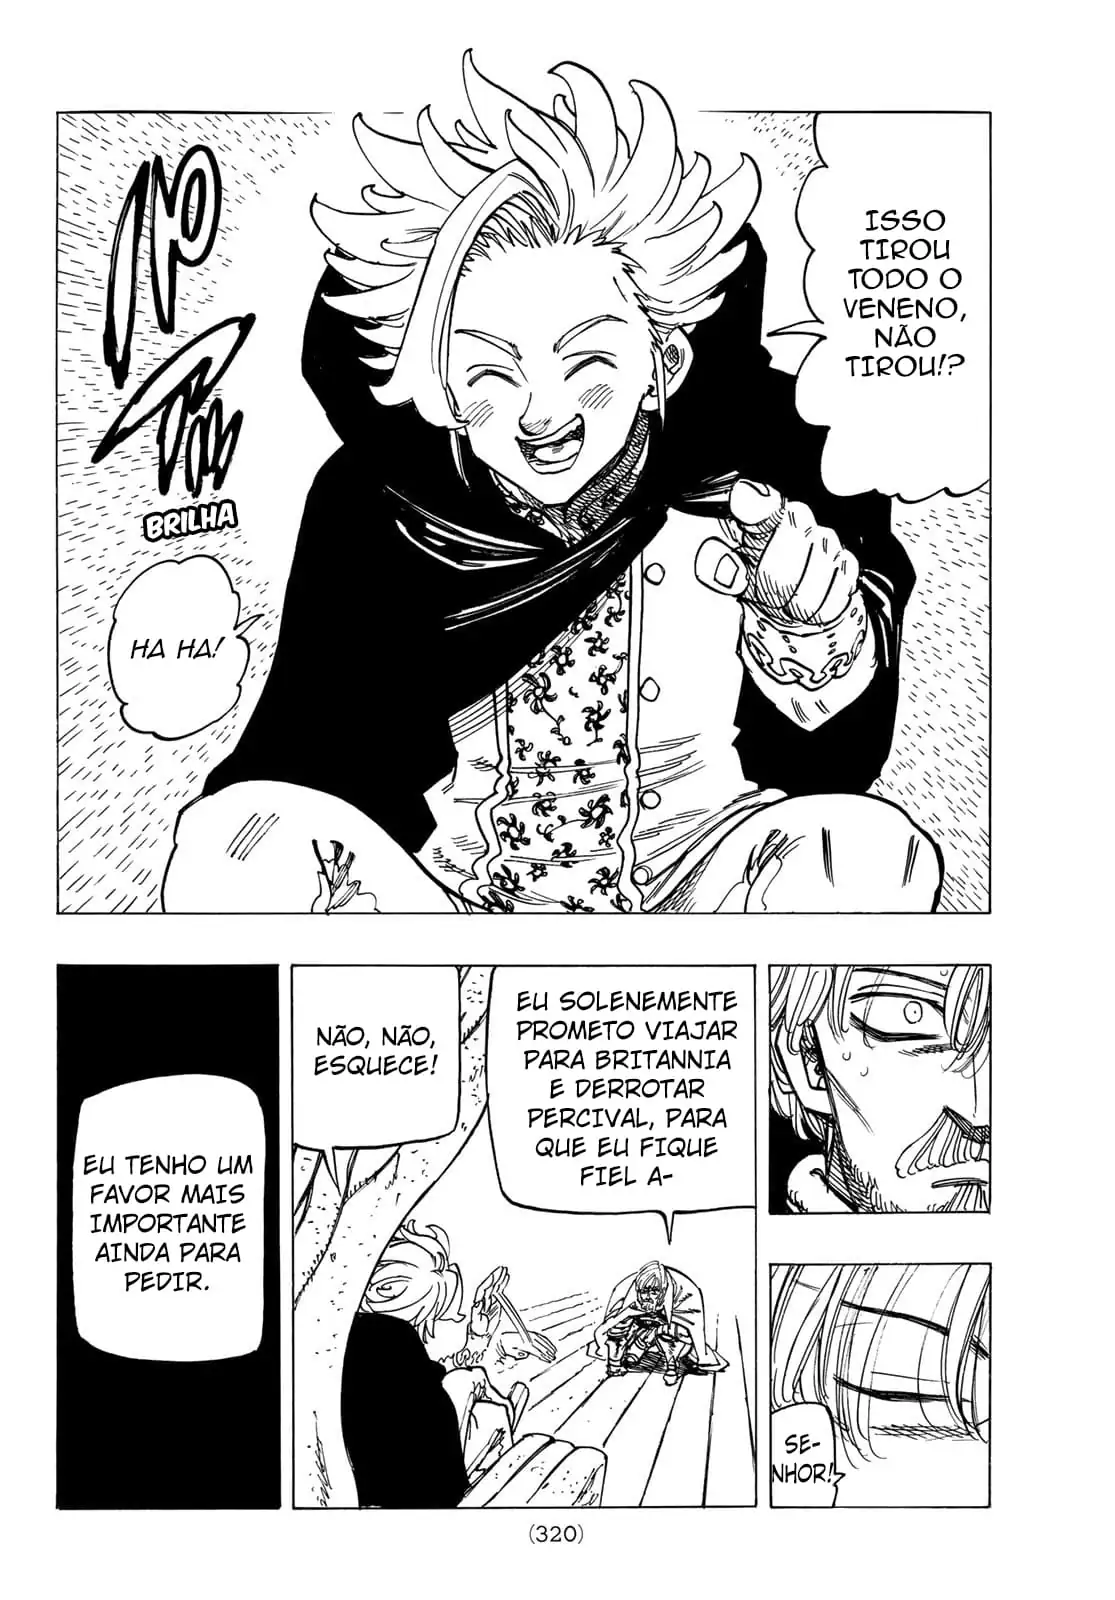 ISSO
TIROU
TODO O
VENENO,
NÃO
TIROU!?
BRILHA
HA HA!
SE-
NHOR!
EU SOLENEMENTE
PROMETO VIAJAR
PARA BRITANNIA
E DERROTAR
PERCIVAL, PARA
QUE EU FIQUE
FIEL A-
NÃO, NÃO,
ESQUECE!
EU TENHO UM
FAVOR MAIS
IMPORTANTE
AINDA PARA
PEDIR.
(320)